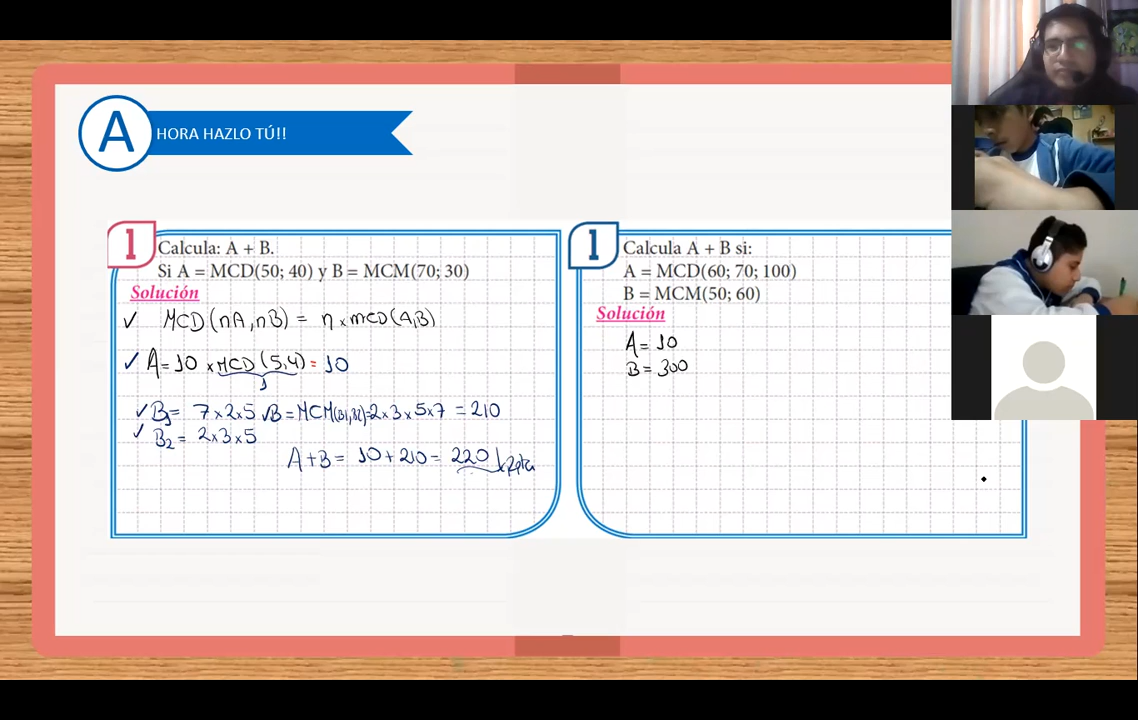 A
HORA HAZLO TÚ!!
1
Calcula: A + B.
Si A = MCD(50; 40) y B = MCM(70; 30)
Solución
✓ MCD(nA,nB) = n×mcD(A,B)
✓ A=10 ×MCD(5,4) = 10
1
✓ B1= 7×2×5 ✓B=MCM(B1,B2)=2×3×5×7 =210
✓ B2= 2×3×5
A+B= 10+210= 220 Rpta
1
Calcula A + B si:
A = MCD(60; 70; 100)
B = MCM(50; 60)
Solución
A= 10
B= 300